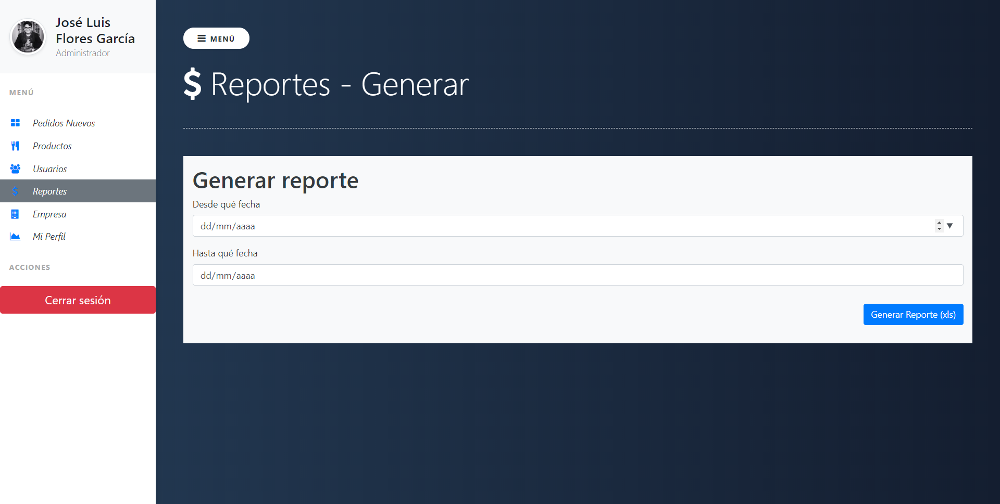 José Luis
Flores García
Administrador
MENÚ
Pedidos Nuevos
Productos
Usuarios
Reportes
Empresa
Mi Perfil
ACCIONES
Cerrar sesión
MENÚ
$ Reportes - Generar
Generar reporte
Desde qué fecha
dd/mm/aaaa
Hasta qué fecha
dd/mm/aaaa
Generar Reporte (xls)